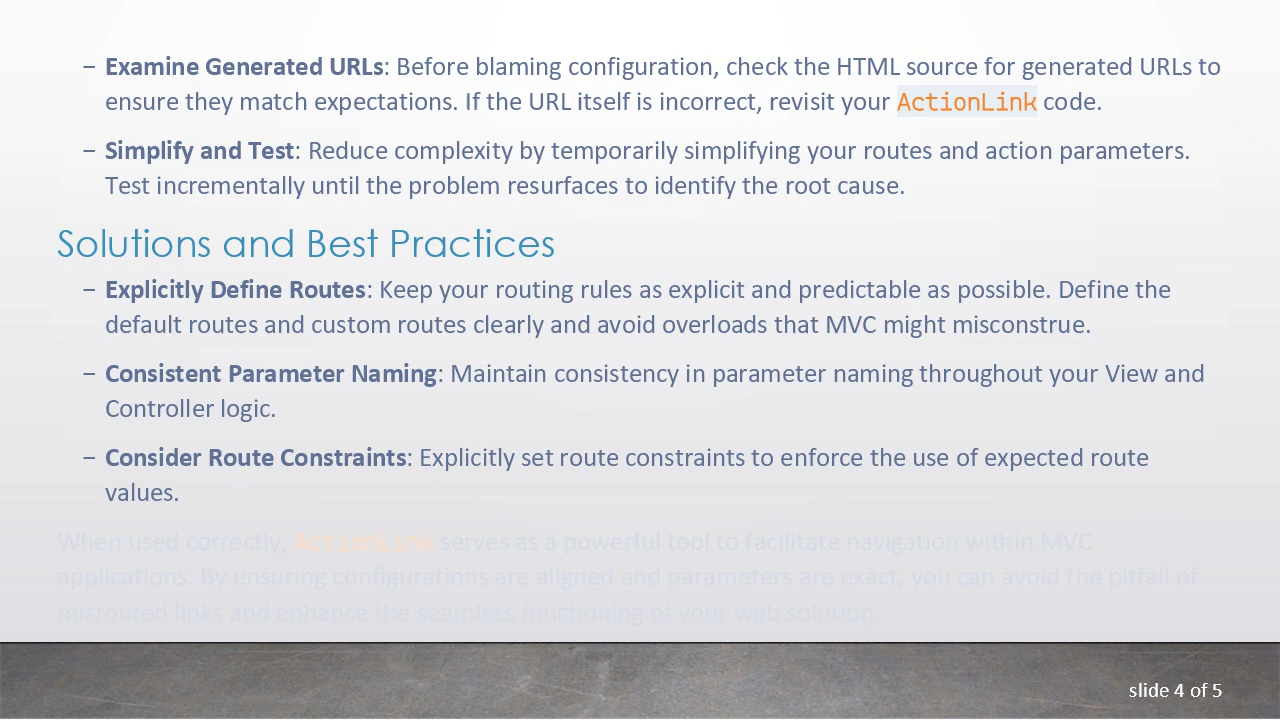 − Examine Generated URLs: Before blaming configuration, check the HTML source for generated URLs to
ensure they match expectations. If the URL itself is incorrect, revisit your ActionLink code.
− Simplify and Test: Reduce complexity by temporarily simplifying your routes and action parameters.
Test incrementally until the problem resurfaces to identify the root cause.
Solutions and Best Practices
− Explicitly Define Routes: Keep your routing rules as explicit and predictable as possible. Define the
default routes and custom routes clearly and avoid overloads that MVC might misconstrue.
− Consistent Parameter Naming: Maintain consistency in parameter naming throughout your View and
Controller logic.
− Consider Route Constraints: Explicitly set route constraints to enforce the use of expected route
values.
When used correctly, ActionLink serves as a powerful tool to facilitate navigation within MVC
applications. By ensuring configurations are aligned and parameters are exact, you can avoid the pitfall of
misrouted links and enhance the seamless functioning of your web solution.
slide 4 of 5